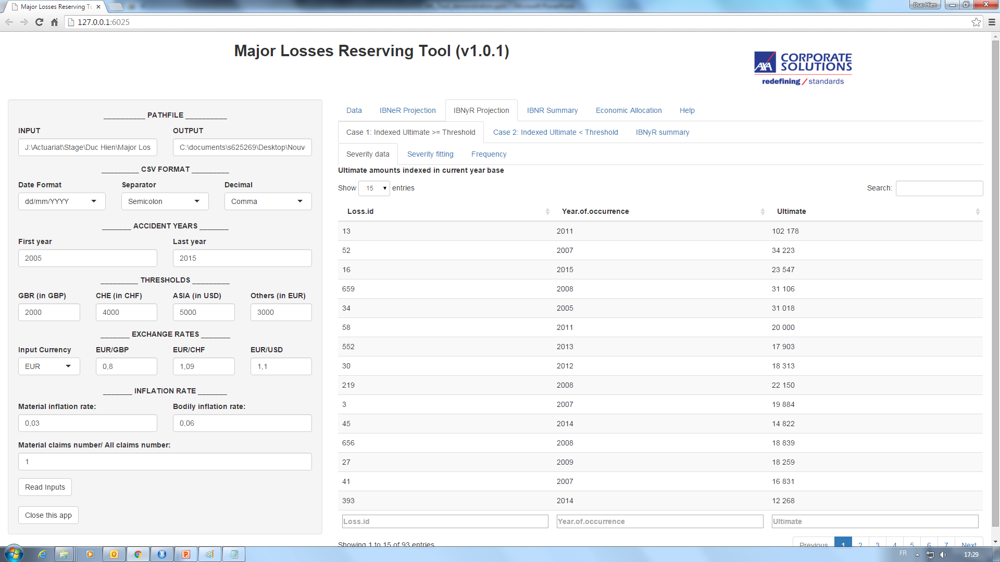 Major Losses Reserving To
Duc Hien
127.0.0.1:6025
Major Losses Reserving Tool (v1.0.1)
AXA CORPORATE SOLUTIONS
redefining / standards
__________ PATHFILE __________
INPUT OUTPUT
J:\Actuariat\Stage\Duc Hien\Major Los C:\documents\s625269\Desktop\Nouv
_________ CSV FORMAT _________
Date Format Separator Decimal
dd/mm/YYYY Semicolon Comma
_______ ACCIDENT YEARS _______
First year Last year
2005 2015
_________ THRESHOLDS _________
GBR (in GBP) CHE (in CHF) ASIA (in USD) Others (in EUR)
2000 4000 5000 3000
_______ EXCHANGE RATES _______
Input Currency EUR/GBP EUR/CHF EUR/USD
EUR 0,8 1,09 1,1
_______ INFLATION RATE _______
Material inflation rate: Bodily inflation rate:
0,03 0,06
Material claims number/ All claims number:
1
Read Inputs
Close this app
Data IBNeR Projection IBNyR Projection IBNR Summary Economic Allocation Help
Case 1: Indexed Ultimate >= Threshold Case 2: Indexed Ultimate < Threshold IBNyR summary
Severity data Severity fitting Frequency
Ultimate amounts indexed in current year base
Show 15 entries Search:
Loss.id Year.of.occurrence Ultimate
13 2011 102 178
52 2007 34 223
16 2015 23 547
659 2008 31 106
34 2005 31 018
58 2011 20 000
552 2013 17 903
30 2012 18 313
219 2008 22 150
3 2007 19 884
45 2014 14 822
656 2008 18 839
27 2009 18 259
41 2007 16 831
393 2014 12 268
Loss.id Year.of.occurrence Ultimate
Showing 1 to 15 of 93 entries Previous 1 2 3 4 5 6 7 Next
FR 17:29